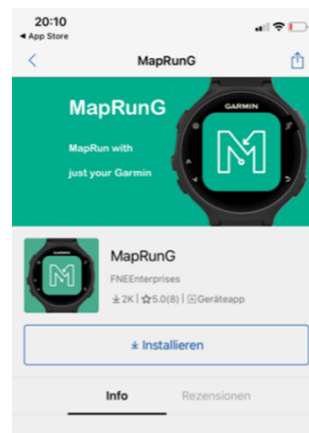 20:10
◀ App Store
MapRunG
MapRunG
GARMIN
MapRun with
just your Garmin
MapRunG
FNEEnterprises
2K | ☆5.0(8) | Geräteapp
Installieren
Info
Rezensionen